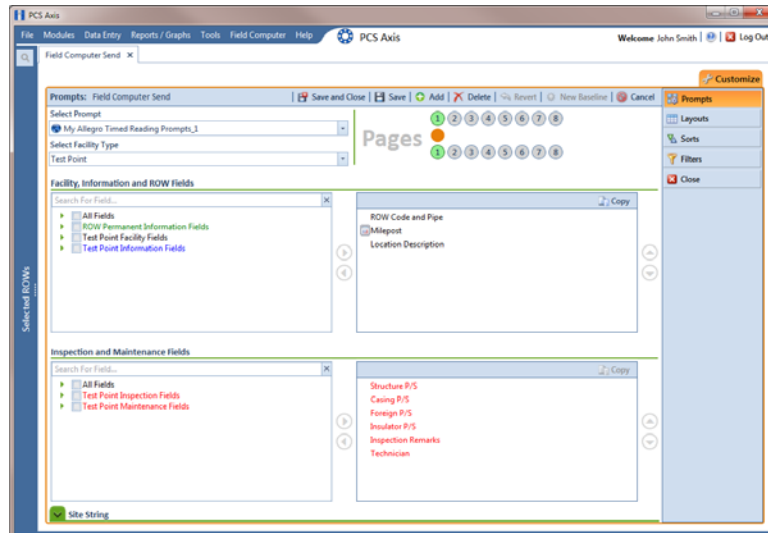 PCS Axis
File Modules Data Entry Reports / Graphs Tools Field Computer Help PCS Axis Welcome John Smith | Log Out
Field Computer Send X
Customize
Prompts: Field Computer Send | Save and Close | Save | Add | Delete | Revert | New Baseline | Cancel
Prompts
Select Prompt
My Allegro Timed Reading Prompts_1
Select Facility Type
Test Point
Pages
1 2 3 4 5 6 7 8
1 2 3 4 5 6 7 8
Layouts
Sorts
Filters
Close
Facility, Information and ROW Fields
Search For Field...
All Fields
ROW Permanent Information Fields
Test Point Facility Fields
Test Point Information Fields
Copy
ROW Code and Pipe
Milepost
Location Description
Selected ROWs
Inspection and Maintenance Fields
Search For Field...
All Fields
Test Point Inspection Fields
Test Point Maintenance Fields
Copy
Structure P/S
Casing P/S
Foreign P/S
Insulator P/S
Inspection Remarks
Technician
Site String